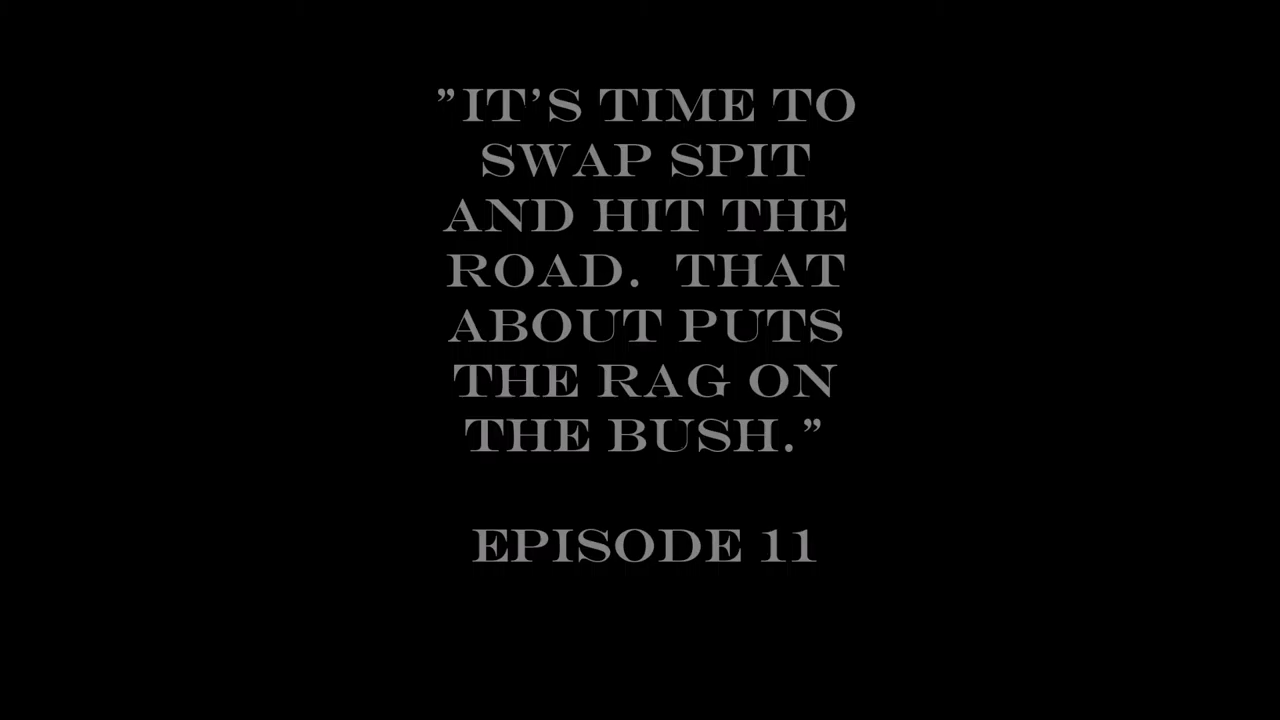 ”IT’S TIME TO
SWAP SPIT
AND HIT THE
ROAD.  THAT
ABOUT PUTS
THE RAG ON
THE BUSH.”
EPISODE 11